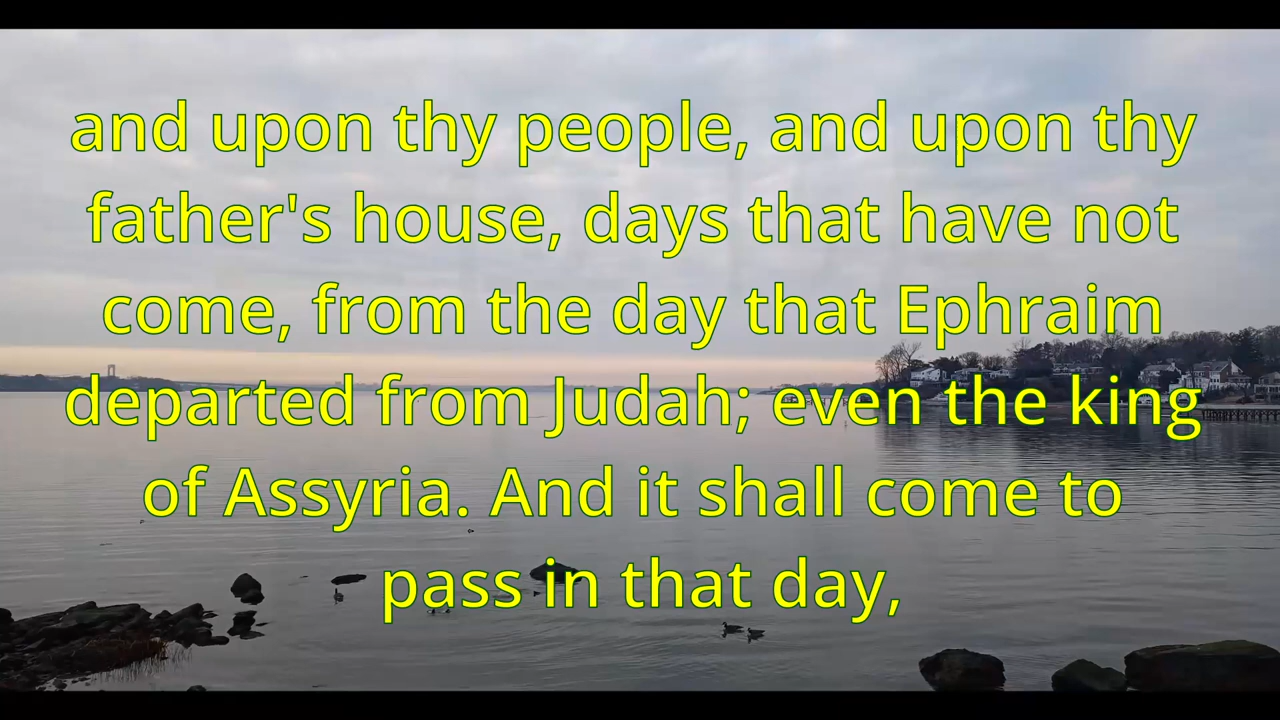 and upon thy people, and upon thy
father's house, days that have not
come, from the day that Ephraim
departed from Judah; even the king
of Assyria. And it shall come to
pass in that day,